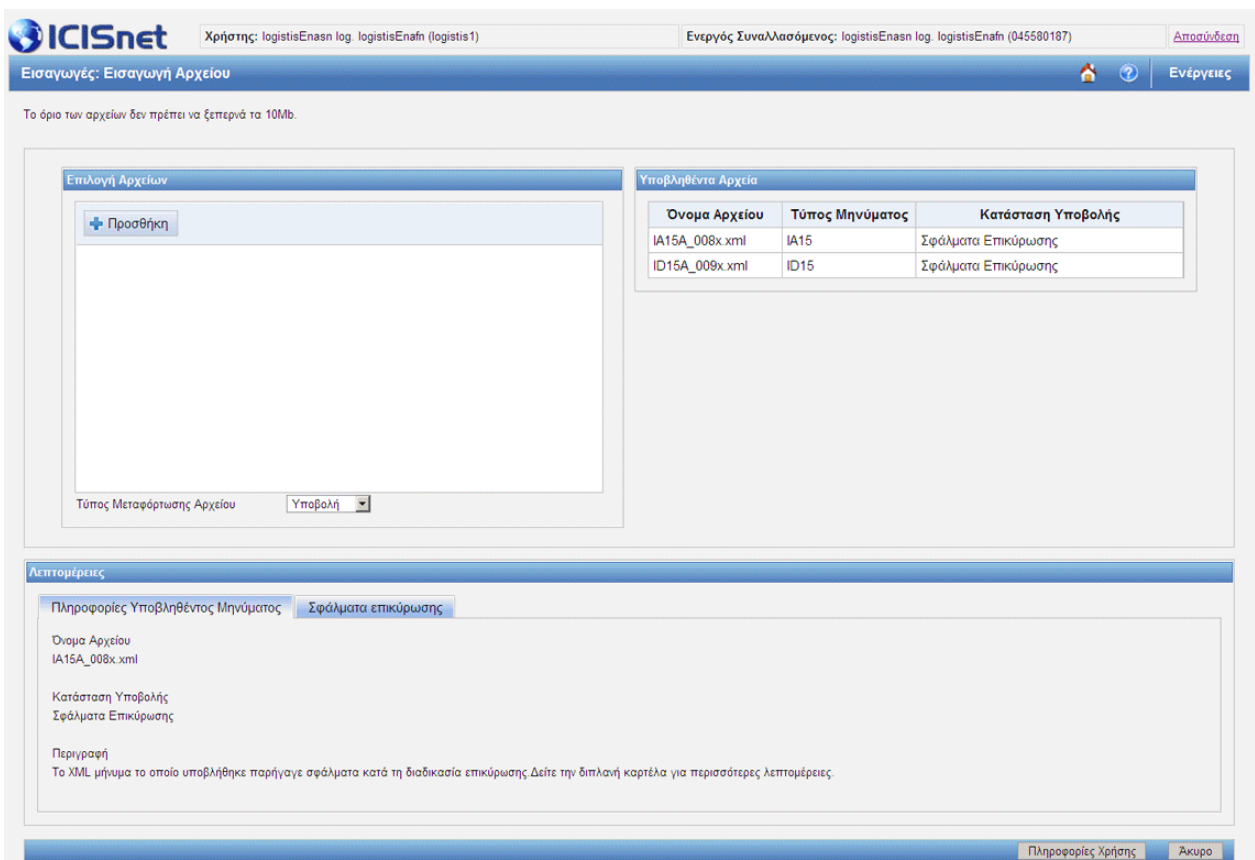 ICISnet
Χρήστης: logistisEnasn log. logistisEnafn (logistis1)
Ενεργός Συναλλασόμενος: logistisEnasn log. logistisEnafn (045580187)
Αποσύνδεση
Εισαγωγές: Εισαγωγή Αρχείου
Ενέργειες
Το όριο των αρχείων δεν πρέπει να ξεπερνά τα 10Mb.
Επιλογή Αρχείων
Προσθήκη
Τύπος Μεταφόρτωσης Αρχείου Υποβολή
Υποβληθέντα Αρχεία
Όνομα Αρχείου Τύπος Μηνύματος Κατάσταση Υποβολής
IA15A_008x.xml IA15 Σφάλματα Επικύρωσης
ID15A_009x.xml ID15 Σφάλματα Επικύρωσης
Λεπτομέρειες
Πληροφορίες Υποβληθέντος Μηνύματος Σφάλματα επικύρωσης
Όνομα Αρχείου
IA15A_008x.xml
Κατάσταση Υποβολής
Σφάλματα Επικύρωσης
Περιγραφή
Το XML μήνυμα το οποίο υποβλήθηκε παρήγαγε σφάλματα κατά τη διαδικασία επικύρωσης.Δείτε την διπλανή καρτέλα για περισσότερες λεπτομέρειες.
Πληροφορίες Χρήσης Άκυρο